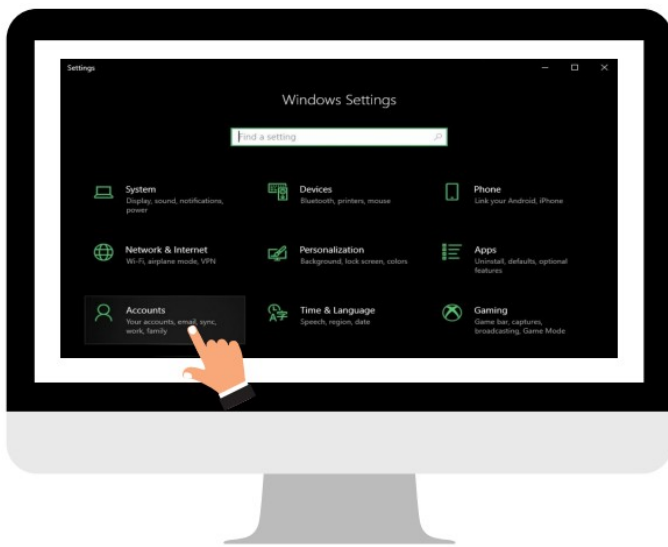 Settings
Windows Settings
Find a setting
System
Display, sound, notifications,
power
Devices
Bluetooth, printers, mouse
Phone
Link your Android, iPhone
Network & Internet
Wi-Fi, airplane mode, VPN
Personalization
Background, lock screen, colors
Apps
Uninstall, defaults, optional
features
Accounts
Your accounts, email, sync,
work, family
Time & Language
Speech, region, date
Gaming
Game bar, captures,
broadcasting, Game Mode